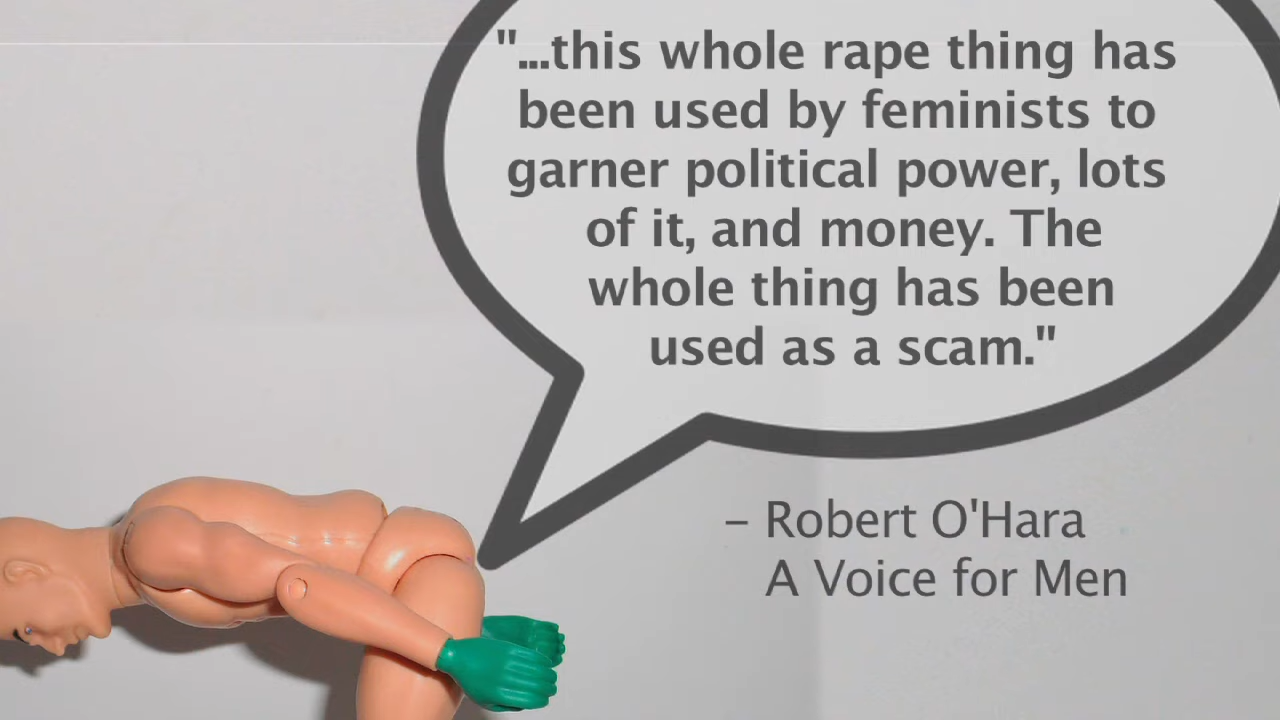 "...this whole rape thing has
been used by feminists to
garner political power, lots
of it, and money. The
whole thing has been
used as a scam."
– Robert O'Hara
A Voice for Men